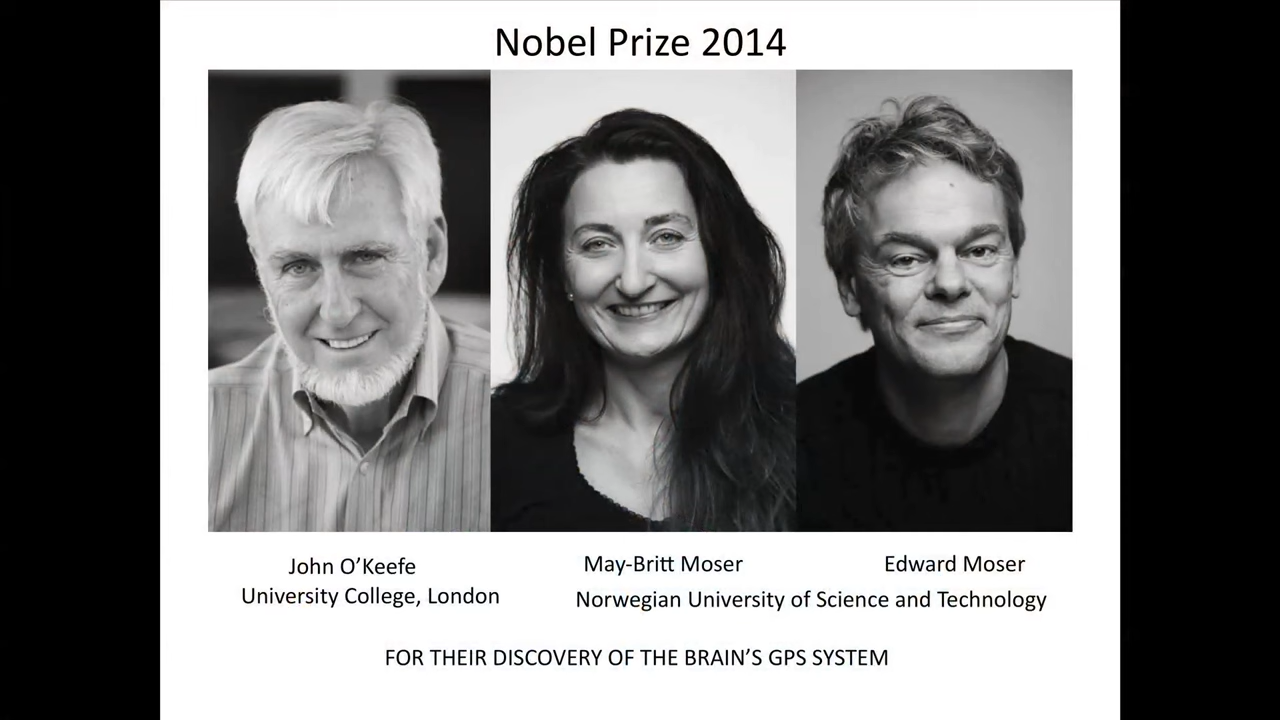 Nobel Prize 2014
John O’Keefe
University College, London
May-Britt Moser
Edward Moser
Norwegian University of Science and Technology
FOR THEIR DISCOVERY OF THE BRAIN’S GPS SYSTEM